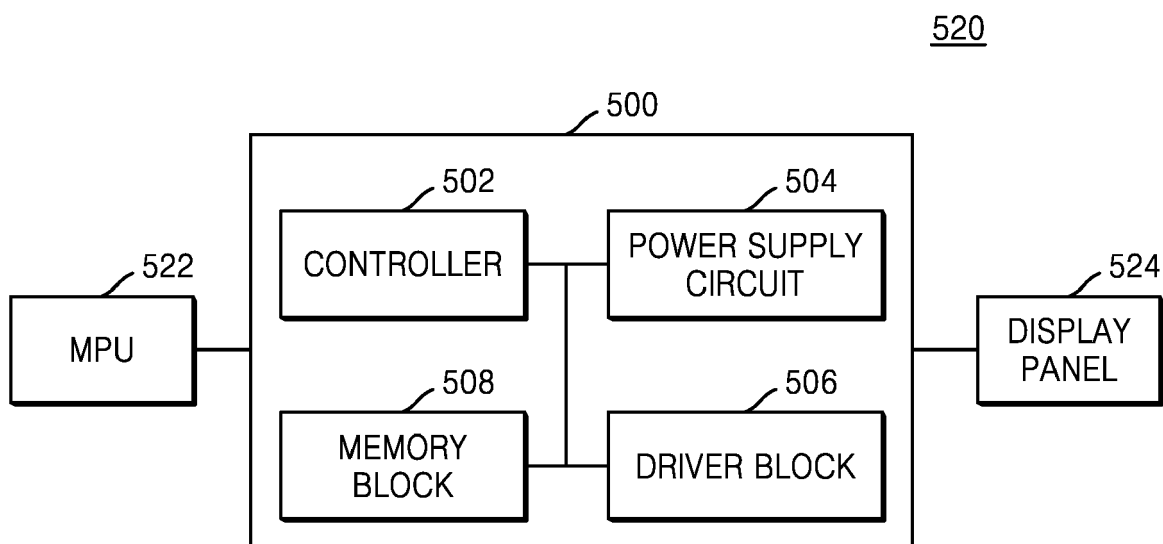 520
500
502
504
CONTROLLER
POWER SUPPLY
CIRCUIT
522
MPU
524
DISPLAY
PANEL
508
506
MEMORY
BLOCK
DRIVER BLOCK